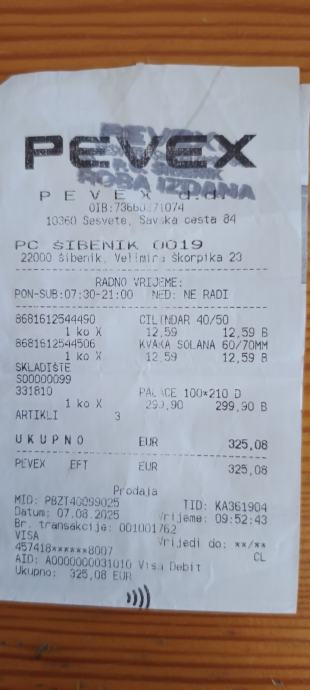 PEVEX
ROBA IZDANA
P E V E X d.d.
10360 Sesvete, Savska cesta 84
PC ŠIBENIK 0019
22000 Šibenik, Velimira Škorpika 23
RADNO VRIJEME:
PON-SUB:07:30-21:00 NED: NE RADI
8681612544490 CILINDAR 40/50
1 ko X 12,59 12,59 B
8681612544506 KVAKA SOLANA 60/70MM
1 ko X 12,59 12,59 B
SKLADIŠTE
S00000099
331810 100*210 D
1 ko X 299,90 299,90 B
ARTIKLI 3
UKUPNO EUR 325,08
PEVEX EFT EUR 325,08
Prodaja
MID: PBZT40099025 TID: KA361904
Datum: 07.08.2025 Vrijeme: 09:52:43
Br. transakcije: 001001762
VISA Vrijedi do: **/**
457418******8007 CL
AID: A0000000031010 Visa Debit
Ukupno: 325,08 EUR